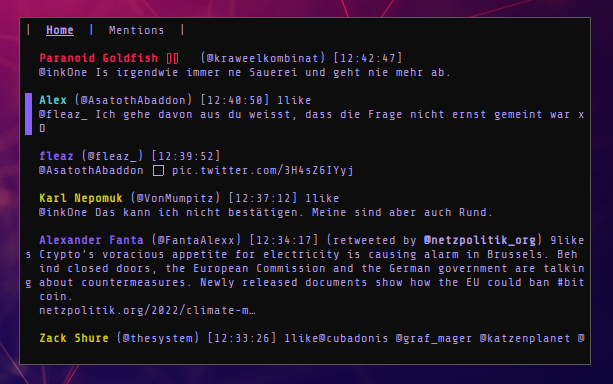 | Home | Mentions |
Paranoid Goldfish (@kraweelkombinat) [12:42:47]
@inkOne Is irgendwie immer ne Sauerei und geht nie mehr ab.
Alex (@AsatothAbaddon) [12:40:50] 1like
@fleaz_ Ich gehe davon aus du weisst, dass die Frage nicht ernst gemeint war x
D
fleaz (@fleaz_) [12:39:52]
@AsatothAbaddon pic.twitter.com/3H4sZ6IYyj
Karl Nepomuk (@VonMumpitz) [12:37:12] 1like
@inkOne Das kann ich nicht bestätigen. Meine sind aber auch Rund.
Alexander Fanta (@FantaAlexx) [12:34:17] (retweeted by @netzpolitik_org) 9like
s Crypto's voracious appetite for electricity is causing alarm in Brussels. Beh
ind closed doors, the European Commission and the German government are talkin
g about countermeasures. Newly released documents show how the EU could ban #bit
coin.
netzpolitik.org/2022/climate-m…
Zack Shure (@thesystem) [12:33:26] 1like@cubadonis @graf_mager @katzenplanet @